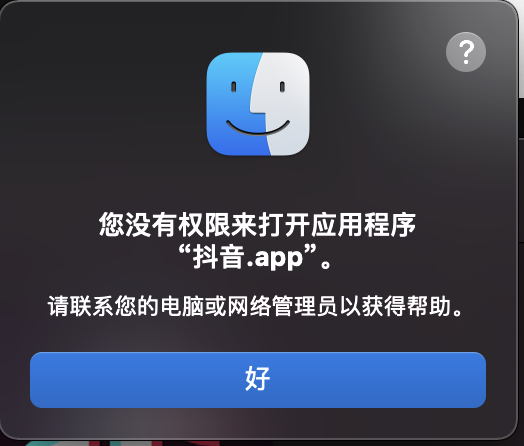 ?
您没有权限来打开应用程序
“抖音.app”。
请联系您的电脑或网络管理员以获得帮助。
好